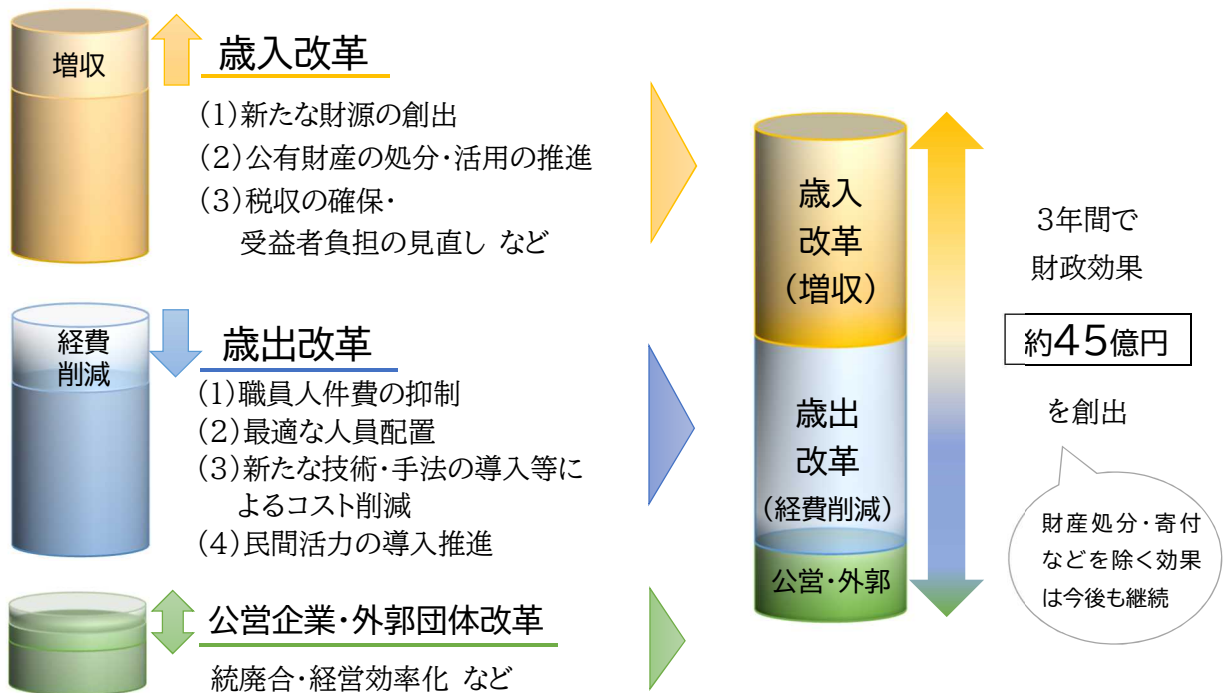 増収
歳入改革
(1)新たな財源の創出
(2)公有財産の処分・活用の推進
(3)税収の確保・
受益者負担の見直し など
経費
削減
歳出改革
(1)職員人件費の抑制
(2)最適な人員配置
(3)新たな技術・手法の導入等に
よるコスト削減
(4)民間活力の導入推進
公営企業・外郭団体改革
統廃合・経営効率化 など
歳入
改革
(増収)
歳出
改革
(経費削減)
公営・外郭
3年間で
財政効果
約45億円
を創出
財産処分・寄付
などを除く効果
は今後も継続